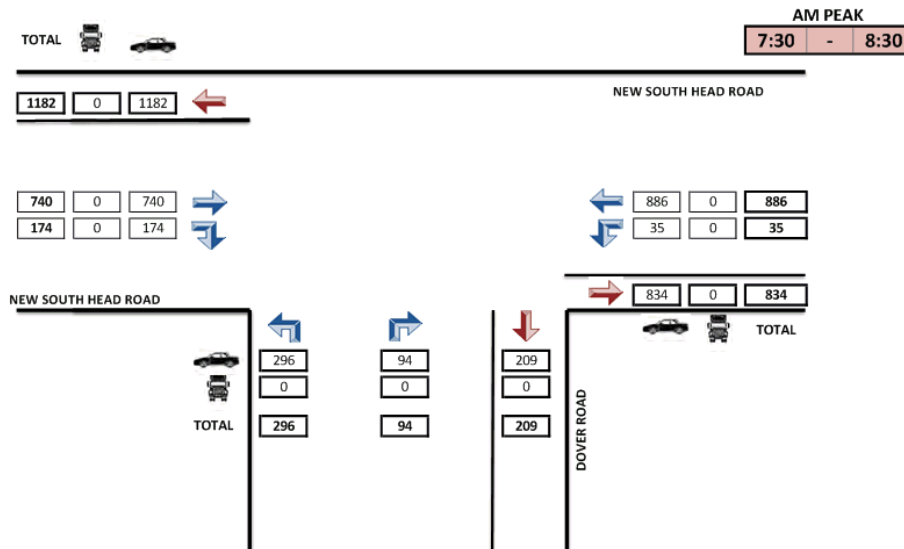 AM PEAK
TOTAL
7:30 - 8:30
NEW SOUTH HEAD ROAD
1182 0 1182
740 0 740 886 0 886
174 0 174 35 0 35
NEW SOUTH HEAD ROAD 834 0 834
TOTAL
296 94 209
0 0 0
TOTAL 296 94 209
DOVER ROAD